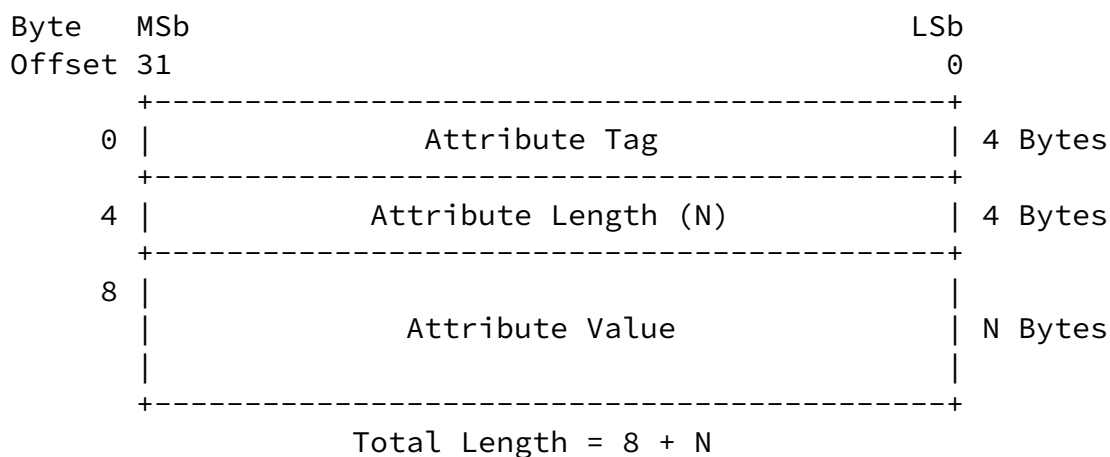 Byte   MSb                                          LSb
Offset 31                                             0
       +---------------------------------------------+
     0 |               Attribute Tag                 | 4 Bytes
       +---------------------------------------------+
     4 |            Attribute Length (N)             | 4 Bytes
       +---------------------------------------------+
     8 |                                             |
       |              Attribute Value                | N Bytes
       |                                             |
       +---------------------------------------------+
                   Total Length = 8 + N